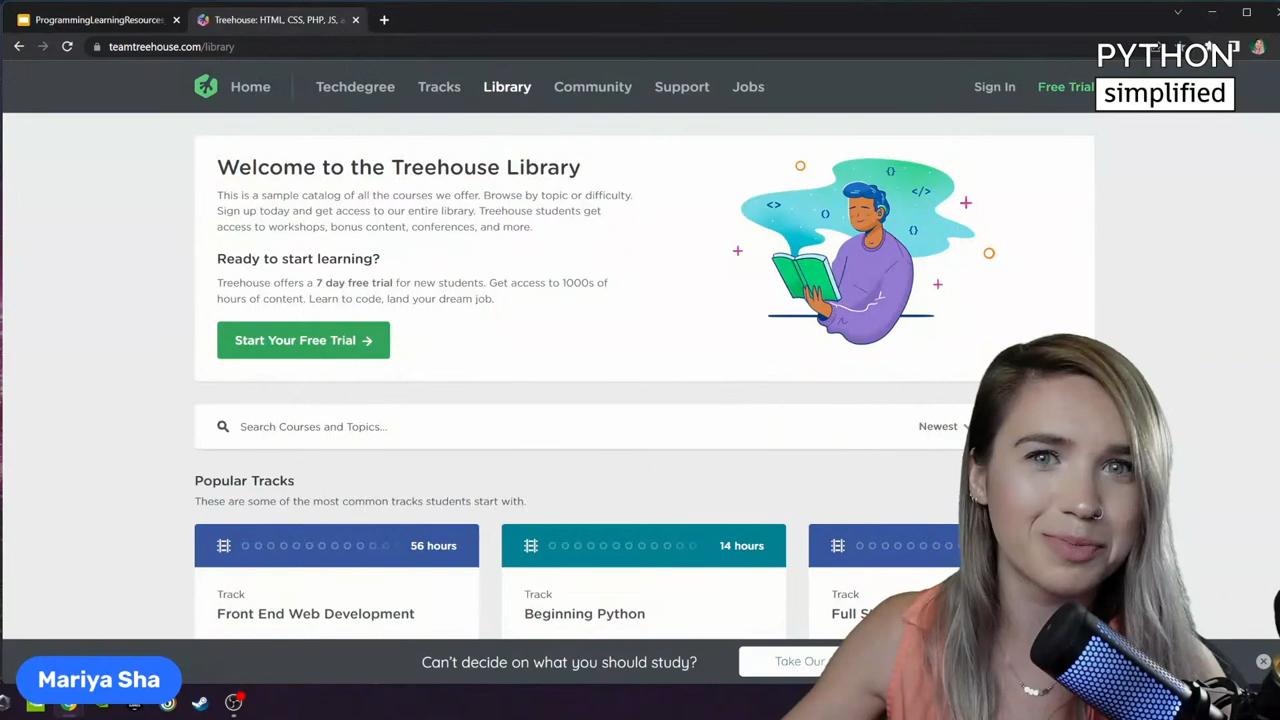 ProgrammingLearningResources
Treehouse: HTML, CSS, PHP, JS,
teamtreehouse.com/library
PYTHON
simplified
Home
Techdegree
Tracks
Library
Community
Support
Jobs
Sign In
Free Trial
Welcome to the Treehouse Library
This is a sample catalog of all the courses we offer. Browse by topic or difficulty.
Sign up today and get access to our entire library. Treehouse students get
access to workshops, bonus content, conferences, and more.
Ready to start learning?
Treehouse offers a 7 day free trial for new students. Get access to 1000s of
hours of content. Learn to code, land your dream job.
Start Your Free Trial →
<> {} {} </> {}
Search Courses and Topics...
Newest
Popular Tracks
These are some of the most common tracks students start with.
56 hours
14 hours
Track
Front End Web Development
Track
Beginning Python
Track
Full S
Can't decide on what you should study?
Take Our
Mariya Sha